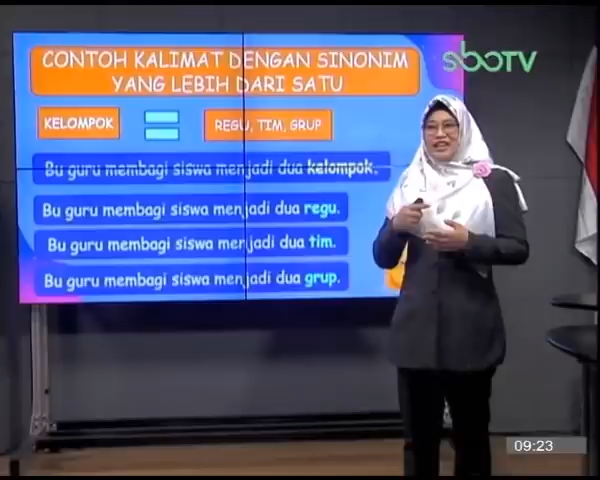 CONTOH KALIMAT DENGAN SINONIM
YANG LEBIH DARI SATU
sboTV
KELOMPOK = REGU, TIM, GRUP
Bu guru membagi siswa menjadi dua kelompok.
Bu guru membagi siswa menjadi dua regu.
Bu guru membagi siswa menjadi dua tim.
Bu guru membagi siswa menjadi dua grup.
09:23